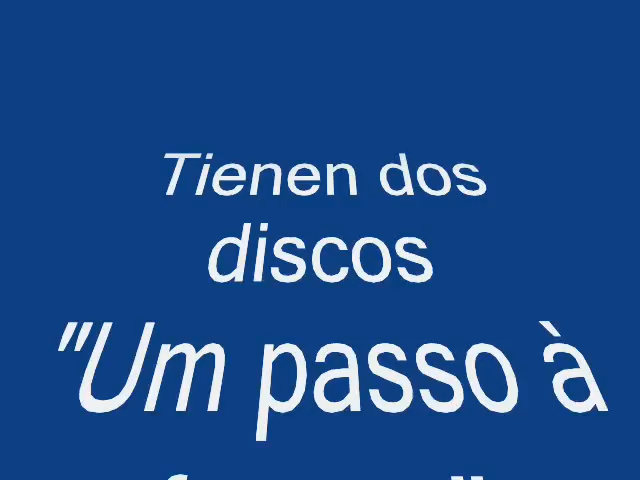 Tienen dos
discos
"Um passo à